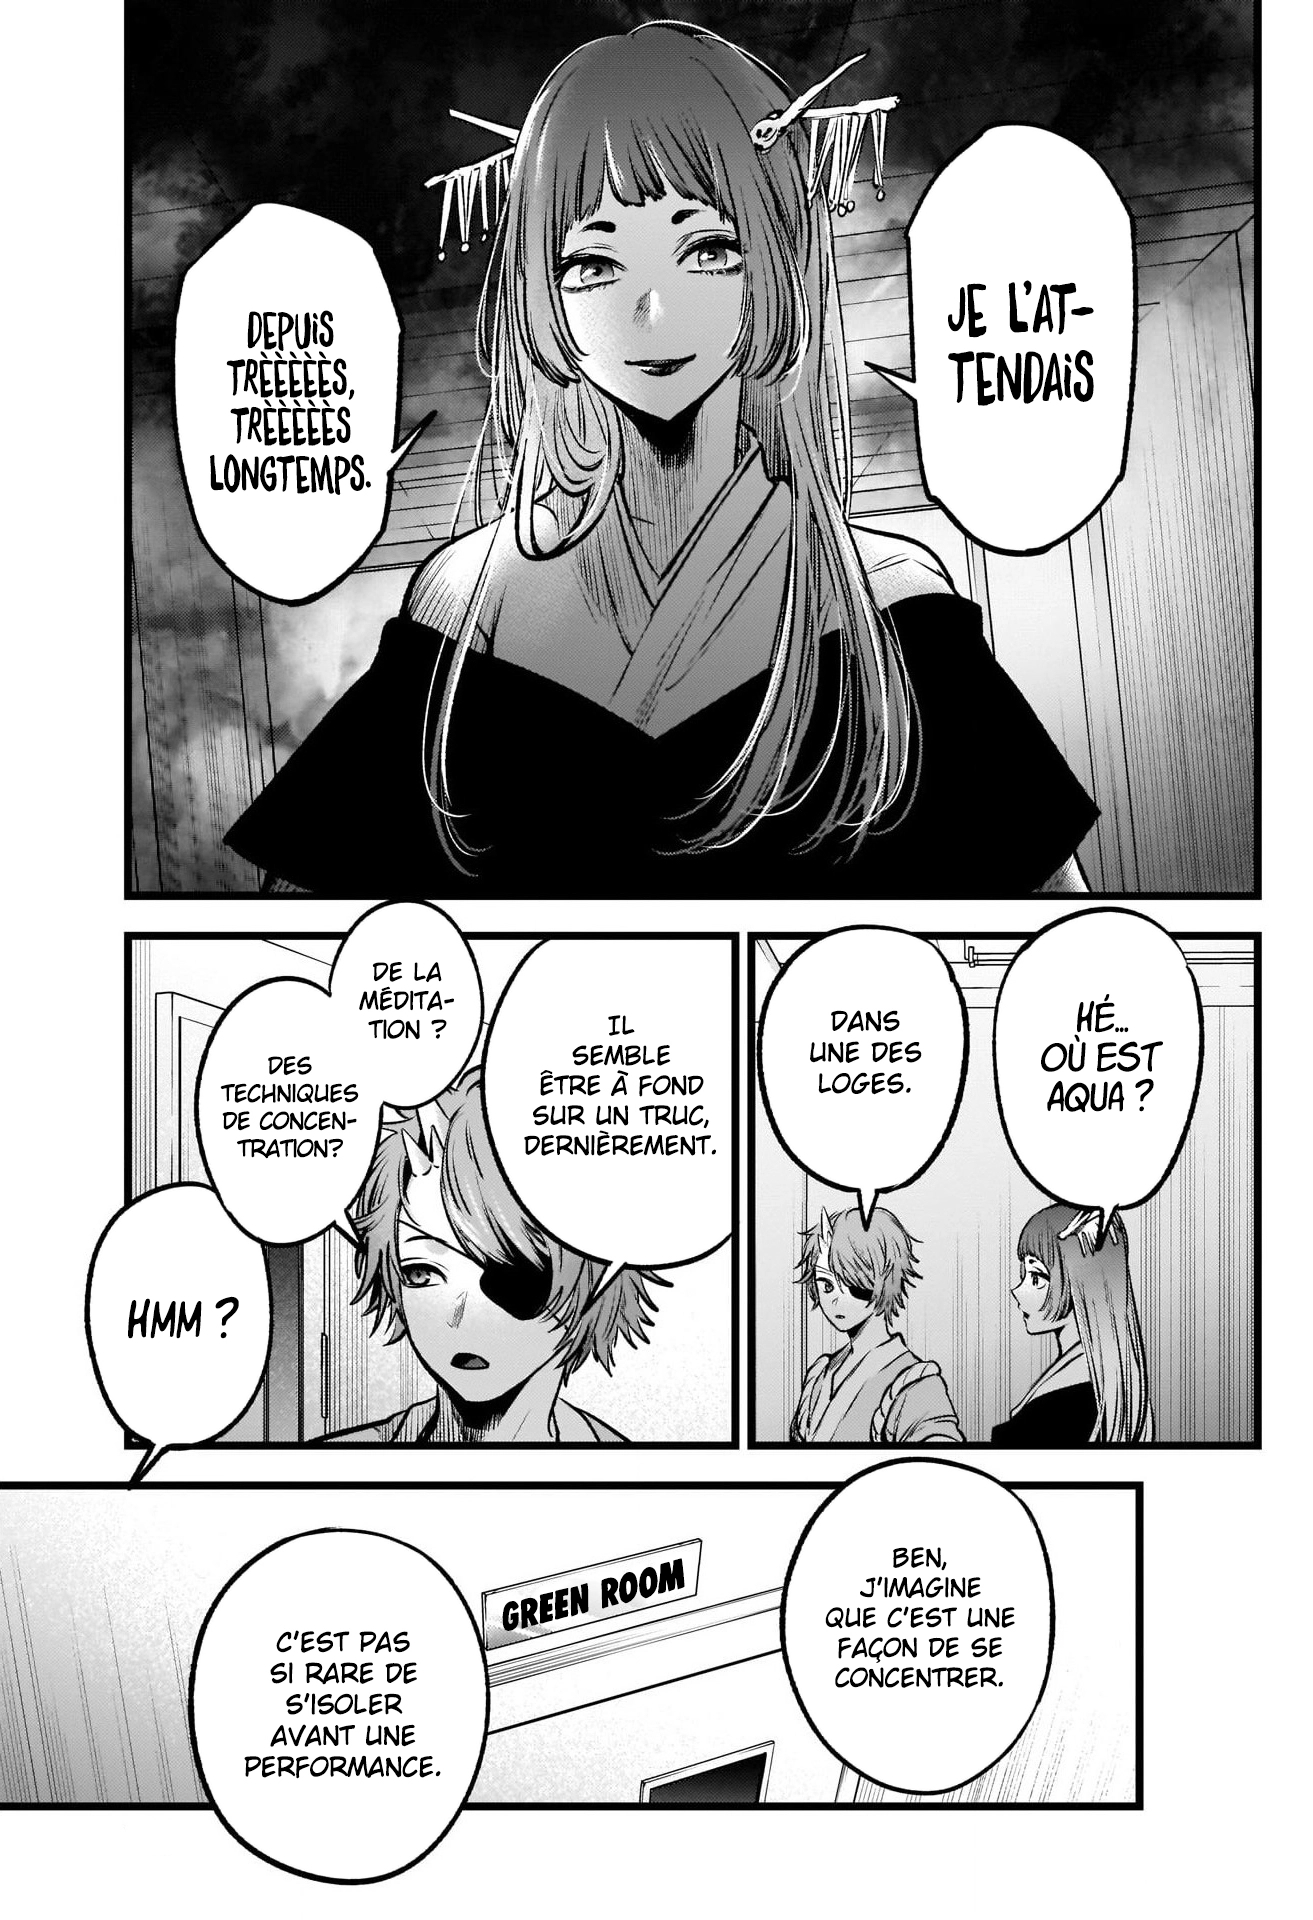 JE L'AT-
TENDAIS
DEPUIS
TRÈÈÈÈÈS,
TRÈÈÈÈÈS
LONGTEMPS.
HÉ...
OÙ EST
AQUA ?
DANS
UNE DES
LOGES.
IL
SEMBLE
ÊTRE À FOND
SUR UN TRUC,
DERNIÈREMENT.
DE LA
MÉDITA-
TION ?
DES
TECHNIQUES
DE CONCEN-
TRATION?
HMM ?
BEN,
J'IMAGINE
QUE C'EST UNE
FAÇON DE SE
CONCENTRER.
GREEN ROOM
C'EST PAS
SI RARE DE
S'ISOLER
AVANT UNE
PERFORMANCE.